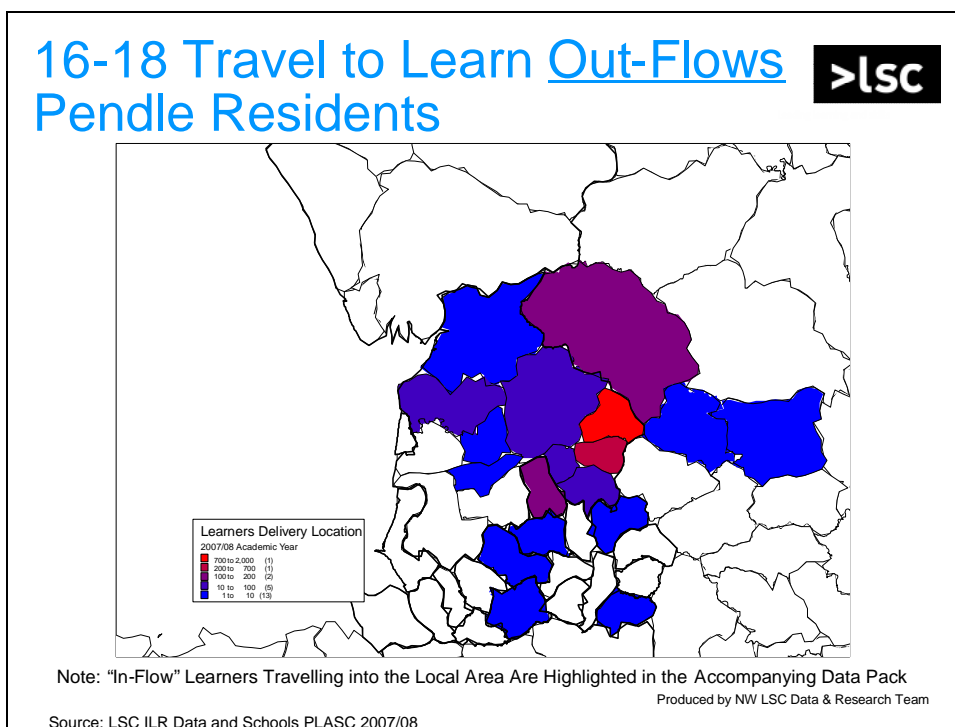 16-18 Travel to Learn Out-Flows
Pendle Residents
>lsc
Learners Delivery Location
2007/08 Academic Year
700 to 2,000 (1)
200 to 700 (1)
100 to 200 (2)
10 to 100 (5)
1 to 10 (13)
Note: “In-Flow” Learners Travelling into the Local Area Are Highlighted in the Accompanying Data Pack
Produced by NW LSC Data & Research Team
Source: LSC ILR Data and Schools PLASC 2007/08